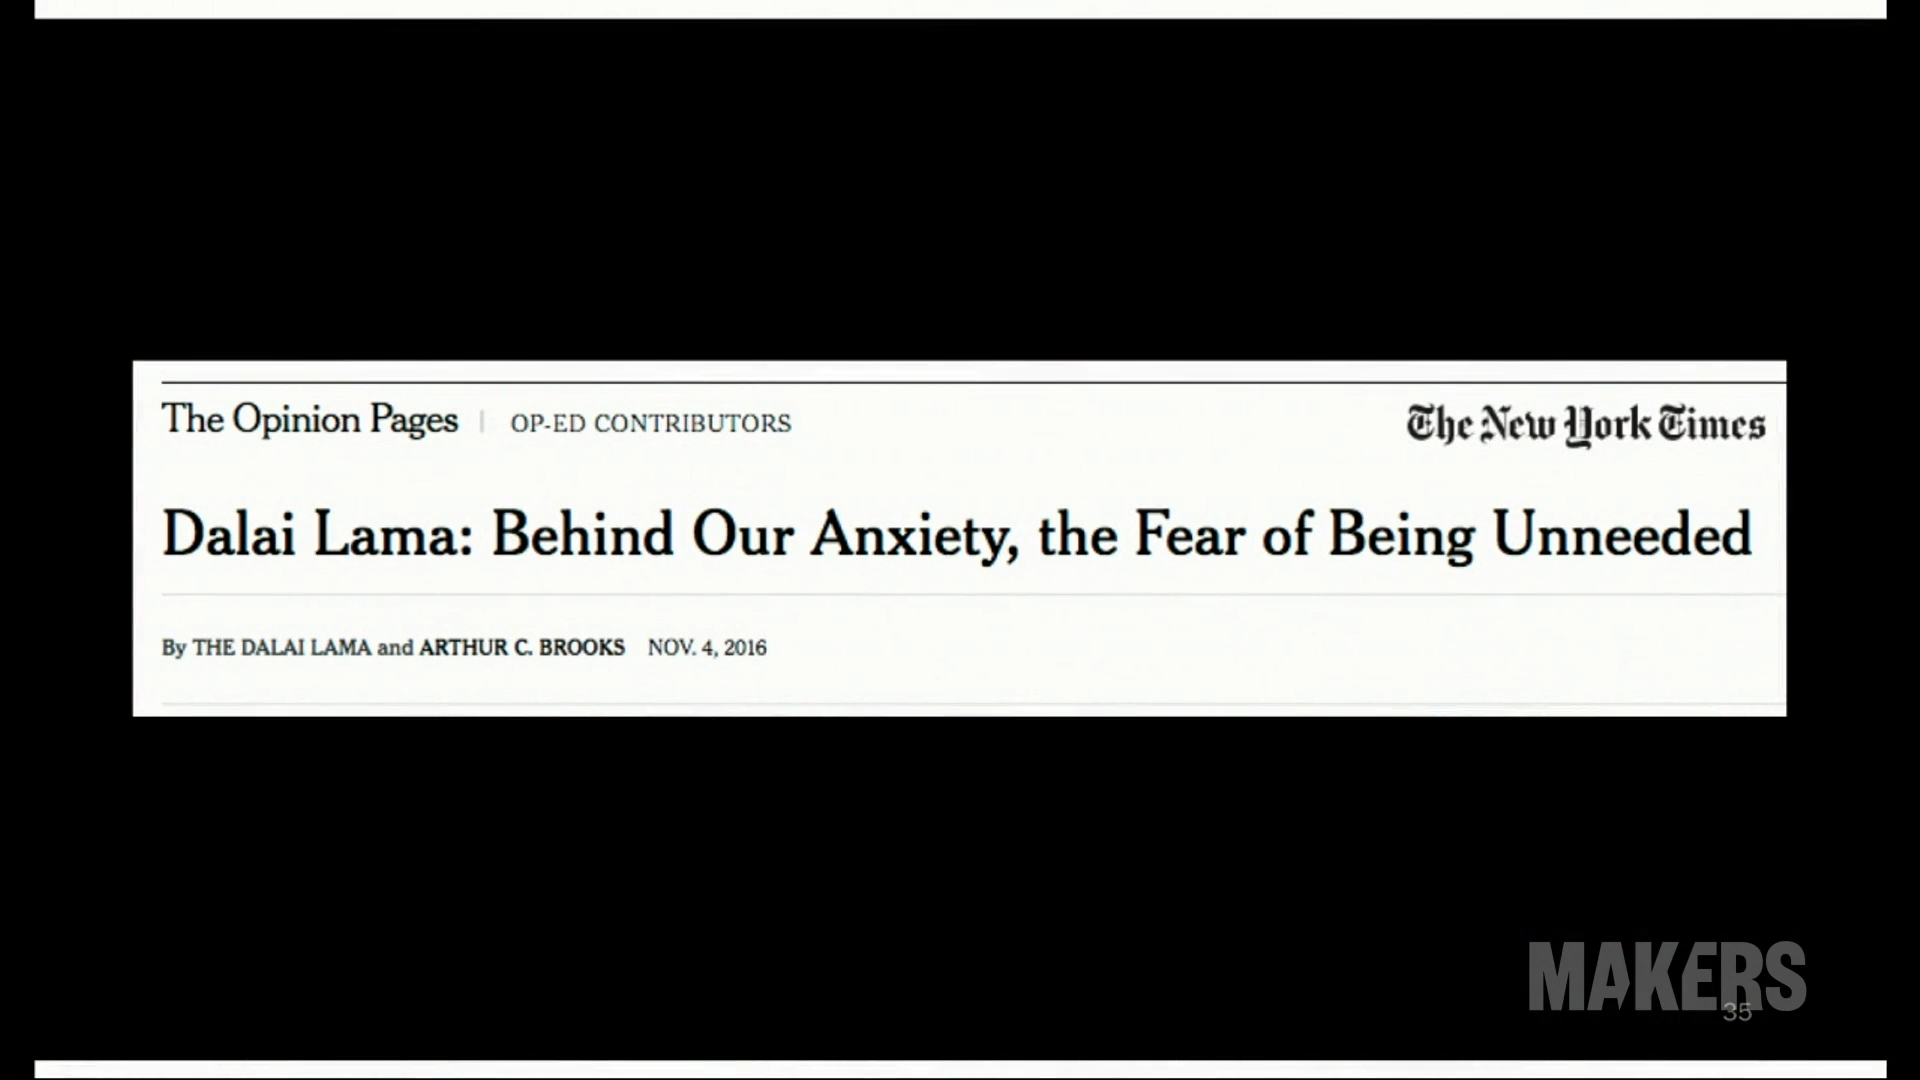 The Opinion Pages | OP-ED CONTRIBUTORS
The New York Times
Dalai Lama: Behind Our Anxiety, the Fear of Being Unneeded
By THE DALAI LAMA and ARTHUR C. BROOKS NOV. 4, 2016
MAKERS
35